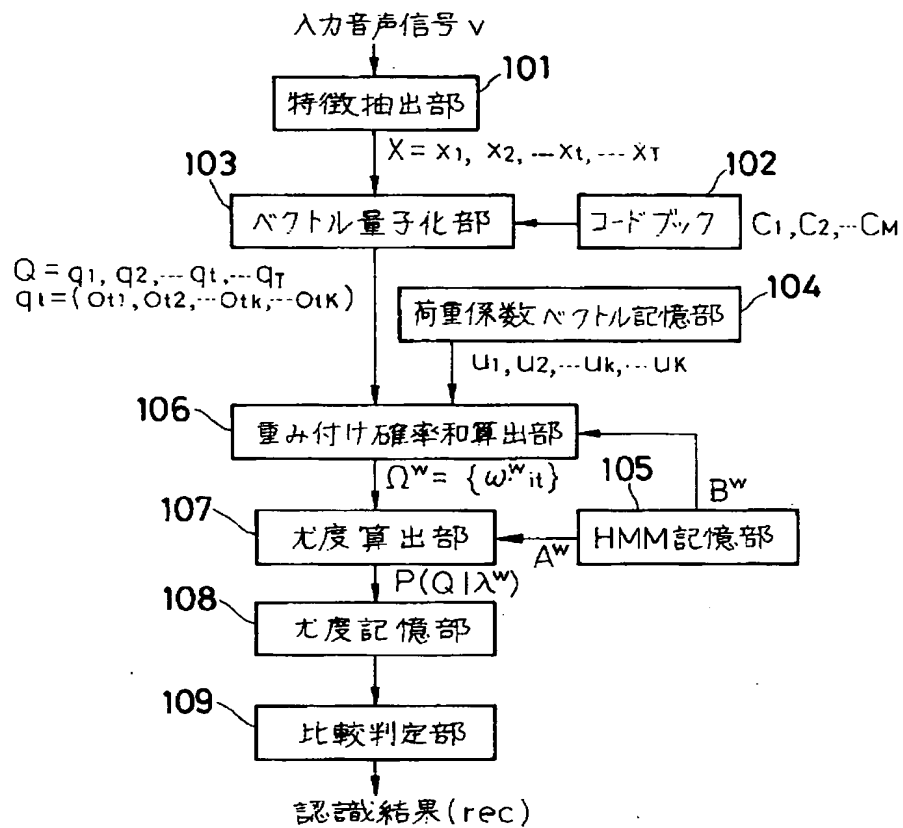 入力音声信号 v
101
特徴抽出部
X = x1, x2, …xt, …xT
103
102
ベクトル量子化部
コードブック
C1, C2, …CM
Q = q1, q2, …qt, …qT
qt = (Ot1, Ot2, …Otk, …OtK)
104
荷重係数ベクトル記憶部
u1, u2, …uk, …uK
106
重み付け確率和算出部
Ωw = {ωwit}
105
Bw
107
尤度算出部
Aw
HMM記憶部
P(Q|λw)
108
尤度記憶部
109
比較判定部
認識結果(rec)